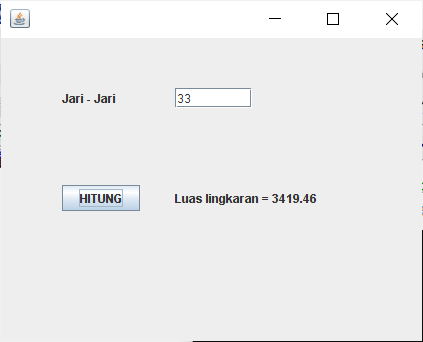 Jari - Jari
33
HITUNG
Luas lingkaran = 3419.46